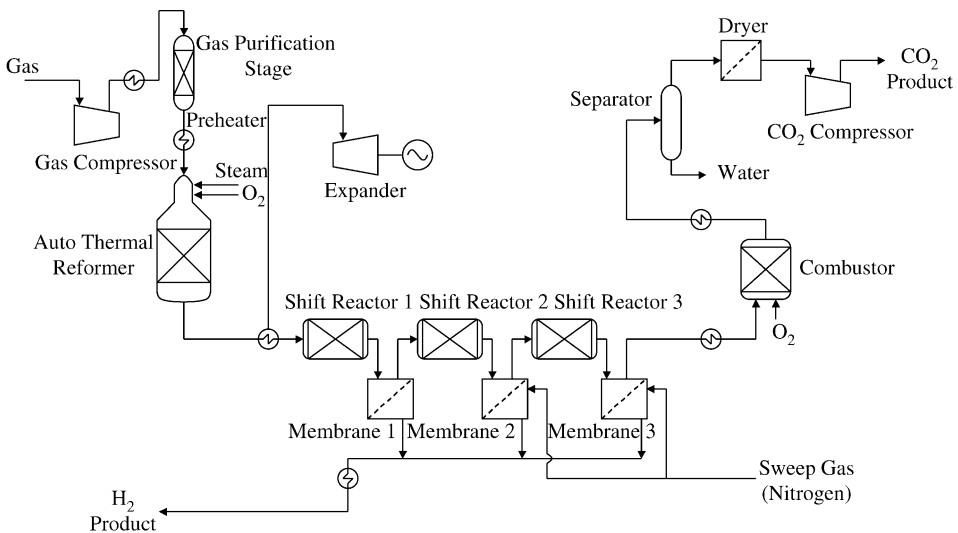 Dryer
Gas Purification
Stage
Gas
CO2
Product
Separator
Preheater
CO2 Compressor
Gas Compressor
Steam
O2
Expander
Water
Auto Thermal
Reformer
Combustor
Shift Reactor 1 Shift Reactor 2 Shift Reactor 3
O2
Membrane 1 Membrane 2 Membrane 3
Sweep Gas
(Nitrogen)
H2
Product